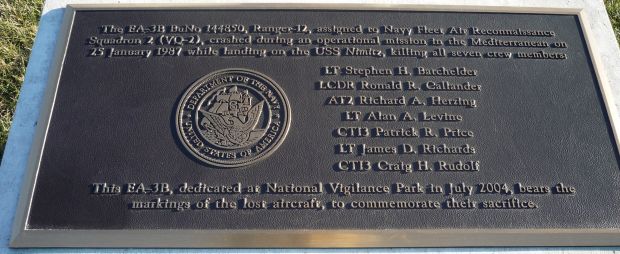 The EA-3B BuNo 144850, Ranger-12, assigned to Navy Fleet Air Reconnaissance
Squadron 2 (VQ-2), crashed during an operational mission in the Mediterranean on
25 January 1987 while landing on the USS Nimitz, killing all seven crew members:
LT Stephen H. Batchelder
LCDR Ronald R. Callander
AT2 Richard A. Herzing
LT Alan A. Levine
CTI3 Patrick R. Price
LT James D. Richards
CTI3 Craig H. Rudolf
DEPARTMENT OF THE NAVY
UNITED STATES OF AMERICA
This EA-3B, dedicated at National Vigilance Park in July 2004, bears the
markings of the lost aircraft, to commemorate their sacrifice.